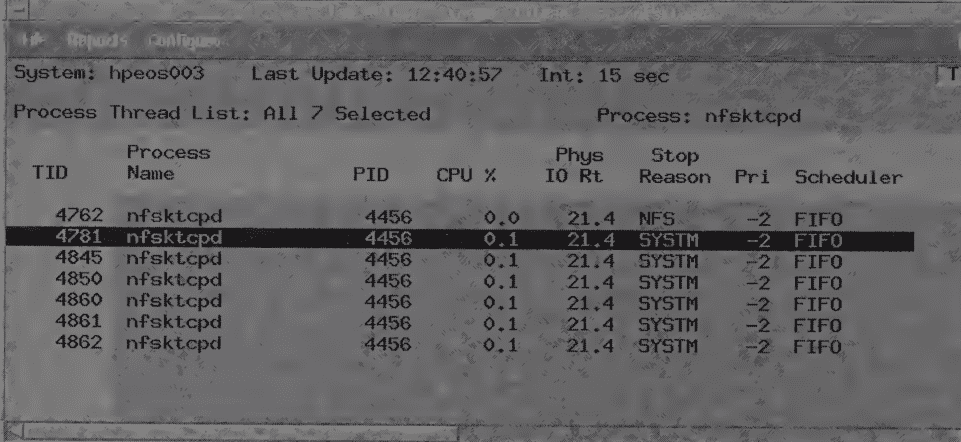 File Reports Configure
System: hpeos003 Last Update: 12:40:57 Int: 15 sec T
Process Thread List: All 7 Selected Process: nfsktcpd
Process Phys Stop
TID Name PID CPU % IO Rt Reason Pri Scheduler
4762 nfsktcpd 4456 0.0 21.4 NFS -2 FIFO
4781 nfsktcpd 4456 0.1 21.4 SYSTM -2 FIFO
4845 nfsktcpd 4456 0.1 21.4 SYSTM -2 FIFO
4850 nfsktcpd 4456 0.1 21.4 SYSTM -2 FIFO
4860 nfsktcpd 4456 0.1 21.4 SYSTM -2 FIFO
4861 nfsktcpd 4456 0.1 21.4 SYSTM -2 FIFO
4862 nfsktcpd 4456 0.1 21.4 SYSTM -2 FIFO